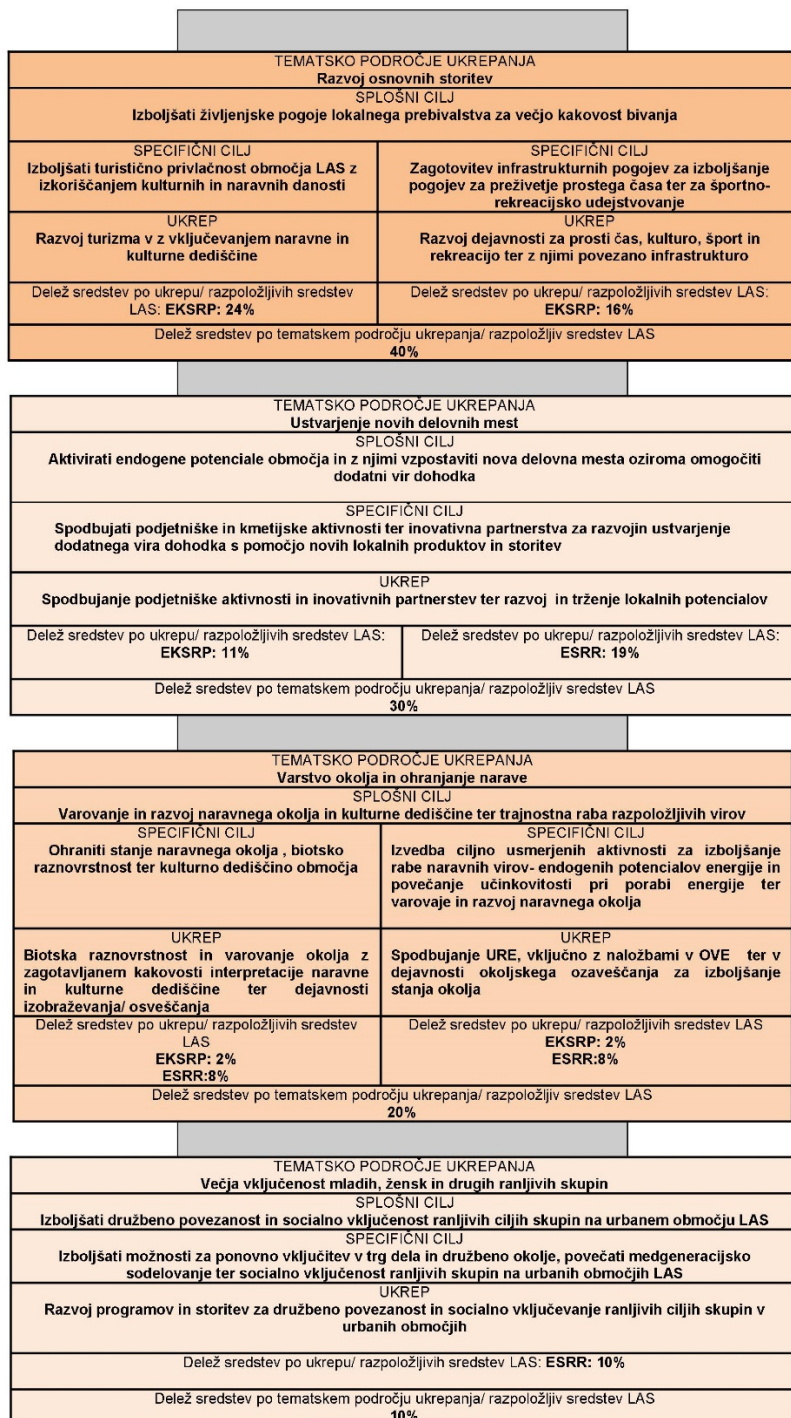 TEMATSKO PODROČJE UKREPANJA
Razvoj osnovnih storitev
SPLOŠNI CILJ
Izboljšati življenjske pogoje lokalnega prebivalstva za večjo kakovost bivanja
SPECIFIČNI CILJ
Izboljšati turistično privlačnost območja LAS z
izkoriščanjem kulturnih in naravnih danosti
SPECIFIČNI CILJ
Zagotovitev infrastrukturnih pogojev za izboljšanje
pogojev za preživetje prostega časa ter za športno-
rekreacijsko udejstvovanje
UKREP
Razvoj turizma v z vključevanjem naravne in
kulturne dediščine
UKREP
Razvoj dejavnosti za prosti čas, kulturo, šport in
rekreacijo ter z njimi povezano infrastrukturo
Delež sredstev po ukrepu/ razpoložljivih sredstev
LAS: EKSRP: 24%
Delež sredstev po ukrepu/ razpoložljivih sredstev LAS:
EKSRP: 16%
Delež sredstev po tematskem področju ukrepanja/ razpoložljiv sredstev LAS
40%
TEMATSKO PODROČJE UKREPANJA
Ustvarjenje novih delovnih mest
SPLOŠNI CILJ
Aktivirati endogene potenciale območja in z njimi vzpostaviti nova delovna mesta oziroma omogočiti
dodatni vir dohodka
SPECIFIČNI CILJ
Spodbujati podjetniške in kmetijske aktivnosti ter inovativna partnerstva za razvojin ustvarjenje
dodatnega vira dohodka s pomočjo novih lokalnih produktov in storitev
UKREP
Spodbujanje podjetniške aktivnosti in inovativnih partnerstev ter razvoj in trženje lokalnih potencialov
Delež sredstev po ukrepu/ razpoložljivih sredstev LAS:
EKSRP: 11%
Delež sredstev po ukrepu/ razpoložljivih sredstev LAS:
ESRR: 19%
Delež sredstev po tematskem področju ukrepanja/ razpoložljiv sredstev LAS
30%
TEMATSKO PODROČJE UKREPANJA
Varstvo okolja in ohranjanje narave
SPLOŠNI CILJ
Varovanje in razvoj naravnega okolja in kulturne dediščine ter trajnostna raba razpoložljivih virov
SPECIFIČNI CILJ
Ohraniti stanje naravnega okolja , biotsko
raznovrstnost ter kulturno dediščino območja
SPECIFIČNI CILJ
Izvedba ciljno usmerjenih aktivnosti za izboljšanje
rabe naravnih virov- endogenih potencialov energije in
povečanje učinkovitosti pri porabi energije ter
varovaje in razvoj naravnega okolja
UKREP
Biotska raznovrstnost in varovanje okolja z
zagotavljanem kakovosti interpretacije naravne
in kulturne dediščine ter dejavnosti
izobraževanja/ osveščanja
UKREP
Spodbujanje URE, vključno z naložbami v OVE ter v
dejavnosti okoljskega ozaveščanja za izboljšanje
stanja okolja
Delež sredstev po ukrepu/ razpoložljivih sredstev
LAS
EKSRP: 2%
ESRR:8%
Delež sredstev po ukrepu/ razpoložljivih sredstev LAS
EKSRP: 2%
ESRR:8%
Delež sredstev po tematskem področju ukrepanja/ razpoložljiv sredstev LAS
20%
TEMATSKO PODROČJE UKREPANJA
Večja vključenost mladih, žensk in drugih ranljivih skupin
SPLOŠNI CILJ
Izboljšati družbeno povezanost in socialno vključenost ranljivih ciljih skupin na urbanem območju LAS
SPECIFIČNI CILJ
Izboljšati možnosti za ponovno vključitev v trg dela in družbeno okolje, povečati medgeneracijsko
sodelovanje ter socialno vključenost ranljivih skupin na urbanih območjih LAS
UKREP
Razvoj programov in storitev za družbeno povezanost in socialno vključevanje ranljivih ciljih skupin v
urbanih območjih
Delež sredstev po ukrepu/ razpoložljivih sredstev LAS: ESRR: 10%
Delež sredstev po tematskem področju ukrepanja/ razpoložljiv sredstev LAS
10%